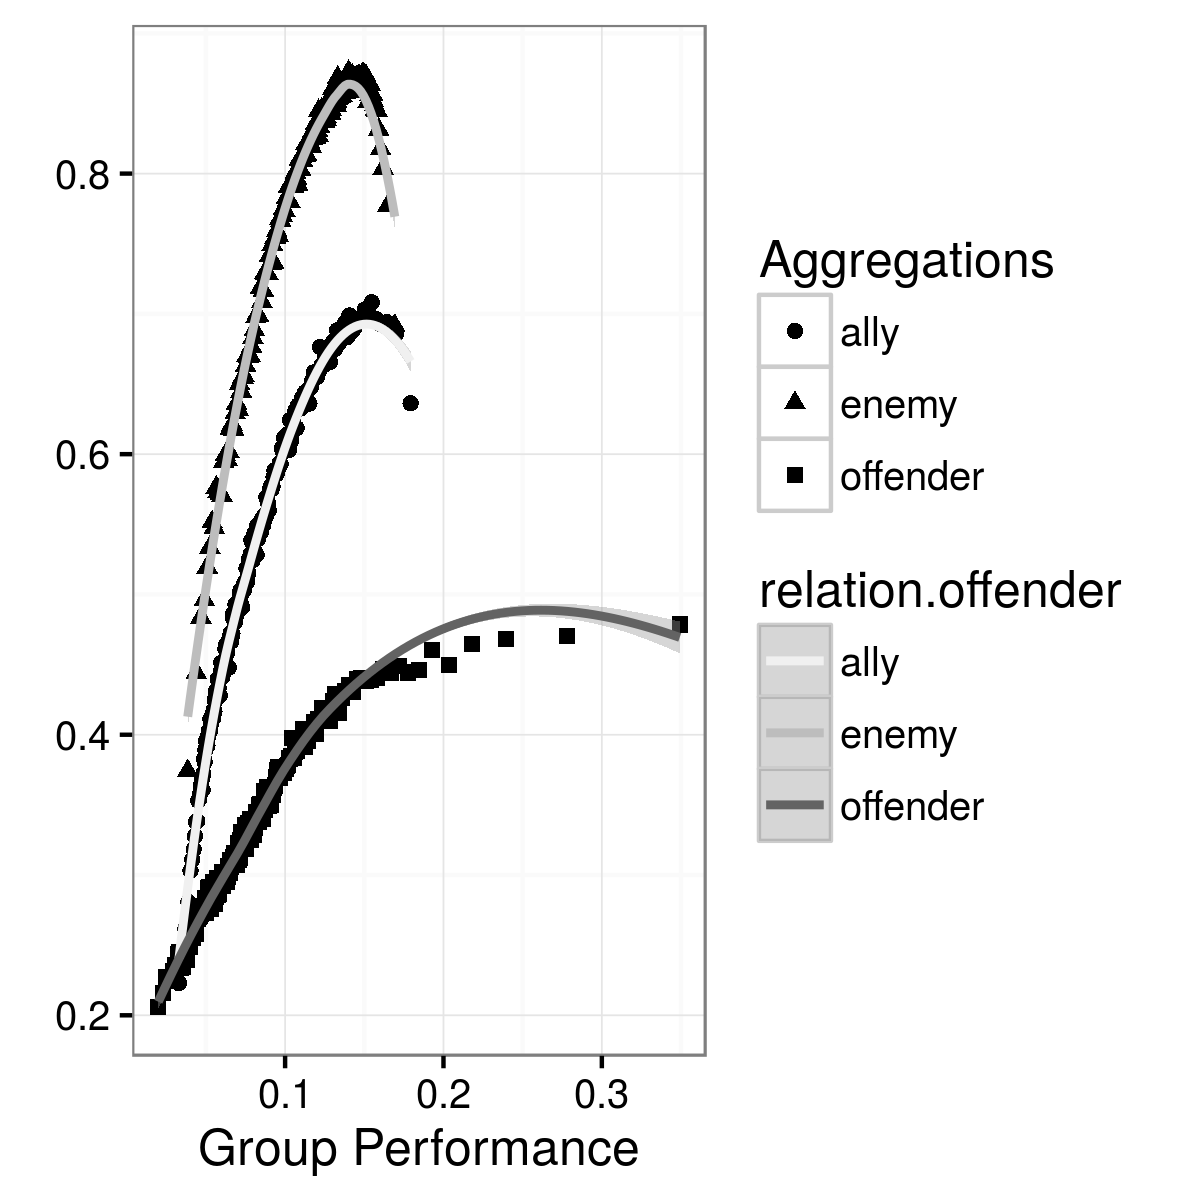 0.8
0.6
0.4
0.2
0.1 0.2 0.3
Group Performance
Aggregations
ally
enemy
offender
relation.offender
ally
enemy
offender